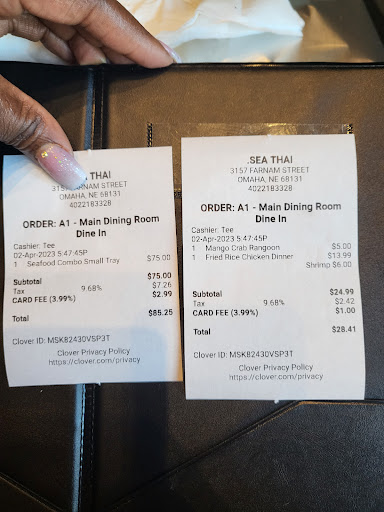 THAI
3157 FARNAM STREET
OMAHA, NE 68131
4022183328
ORDER: A1 - Main Dining Room
Dine In
Cashier: Tee
02-Apr-2023 5:47:45P
1 Seafood Combo Small Tray $75.00
Subtotal $75.00
Tax 9.68% $7.26
CARD FEE (3.99%) $2.99
Total $85.25
Clover ID: MSK82430VSP3T
Clover Privacy Policy
https://clover.com/privacy
.SEA THAI
3157 FARNAM STREET
OMAHA, NE 68131
4022183328
ORDER: A1 - Main Dining Room
Dine In
Cashier: Tee
02-Apr-2023 5:47:45P
1 Mango Crab Rangoon $5.00
1 Fried Rice Chicken Dinner $13.99
Shrimp $6.00
Subtotal $24.99
Tax 9.68% $2.42
CARD FEE (3.99%) $1.00
Total $28.41
Clover ID: MSK82430VSP3T
Clover Privacy Policy
https://clover.com/privacy